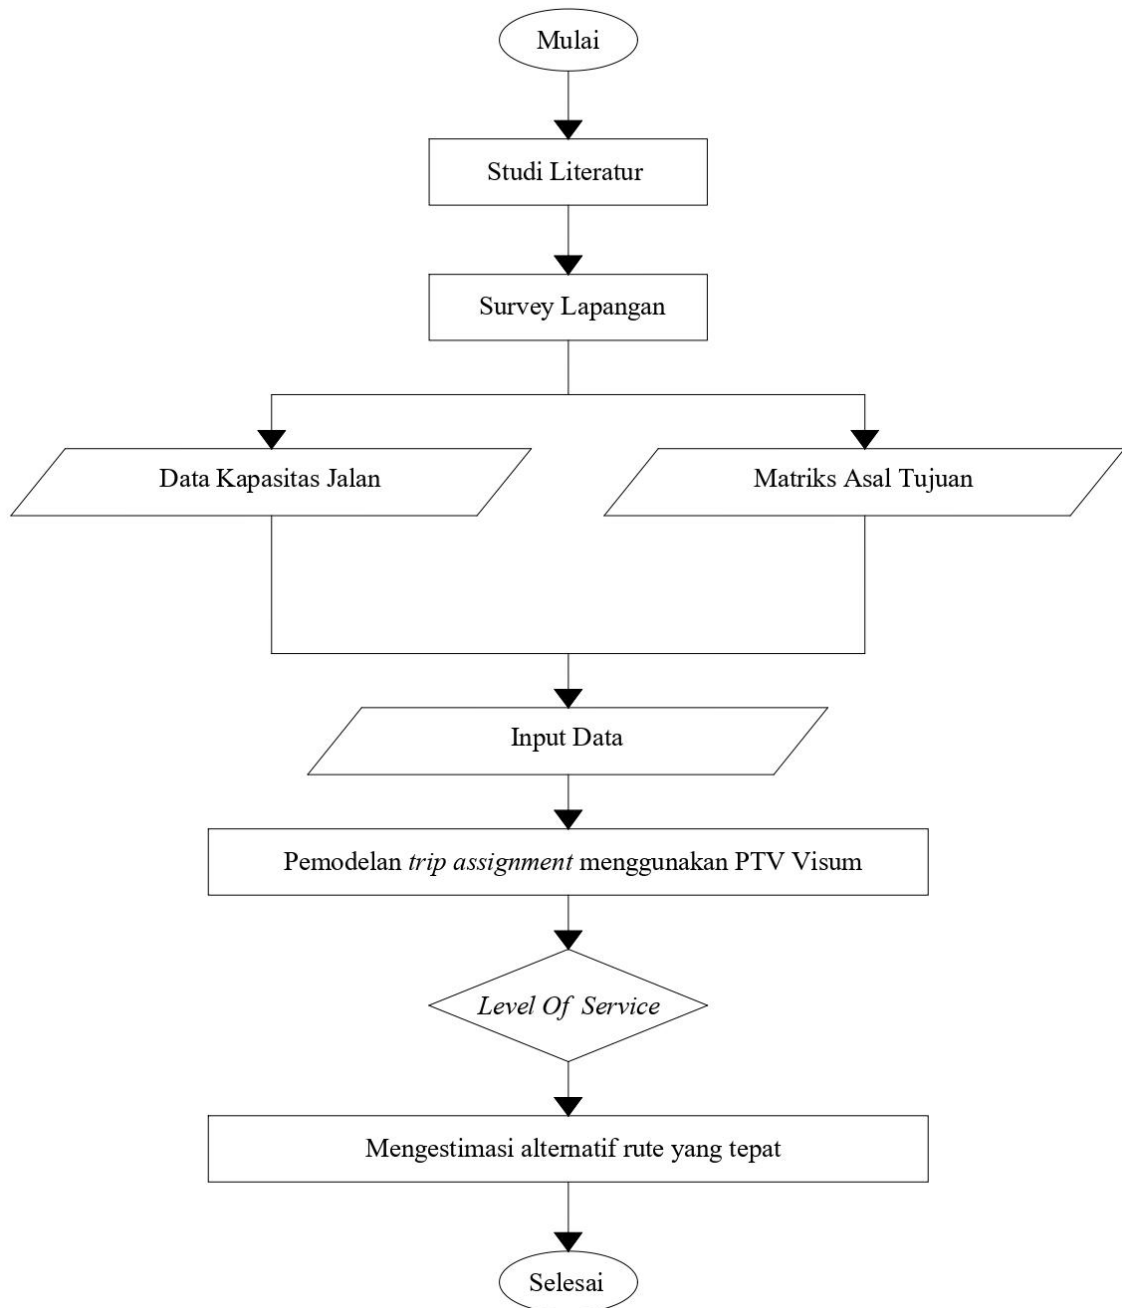 Mulai
Studi Literatur
Survey Lapangan
Data Kapasitas Jalan
Matriks Asal Tujuan
Input Data
Pemodelan trip assignment menggunakan PTV Visum
Level Of Service
Mengestimasi alternatif rute yang tepat
Selesai